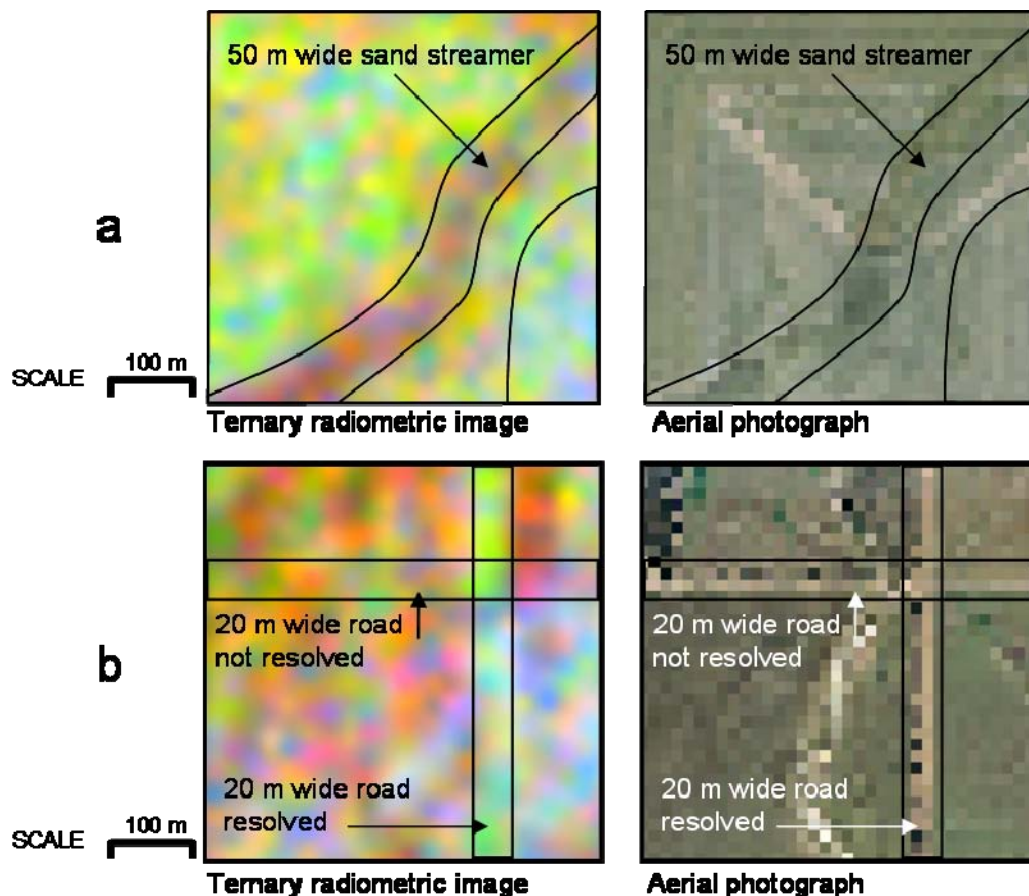 50 m wide sand streamer
50 m wide sand streamer
a
SCALE
100 m
Ternary radiometric image
Aerial photograph
20 m wide road
not resolved
20 m wide road
not resolved
b
20 m wide road
resolved
20 m wide road
resolved
SCALE
100 m
Ternary radiometric image
Aerial photograph